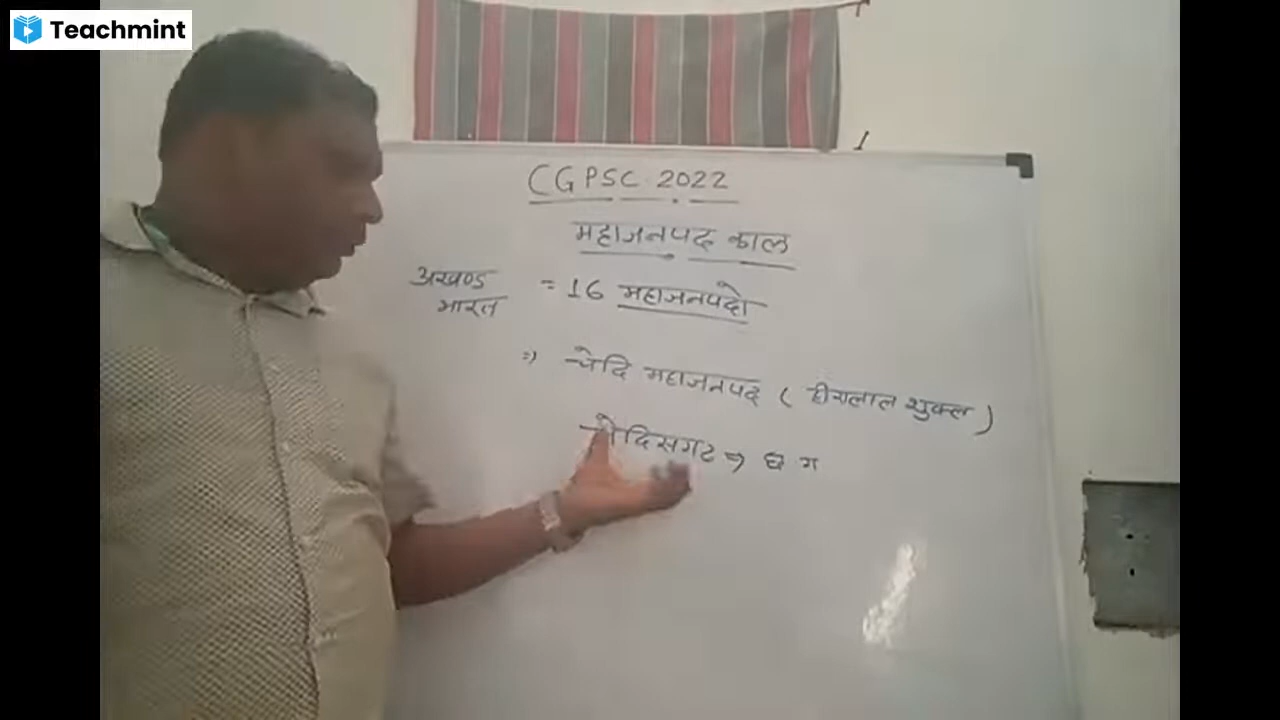 Teachmint
CGPSC 2022
महाजनपद काल
अखण्ड भारत = 16 महाजनपदो
=) चेदि महाजनपद ( हीरालाल शुक्ल )
चेदिसगढ => छ ग